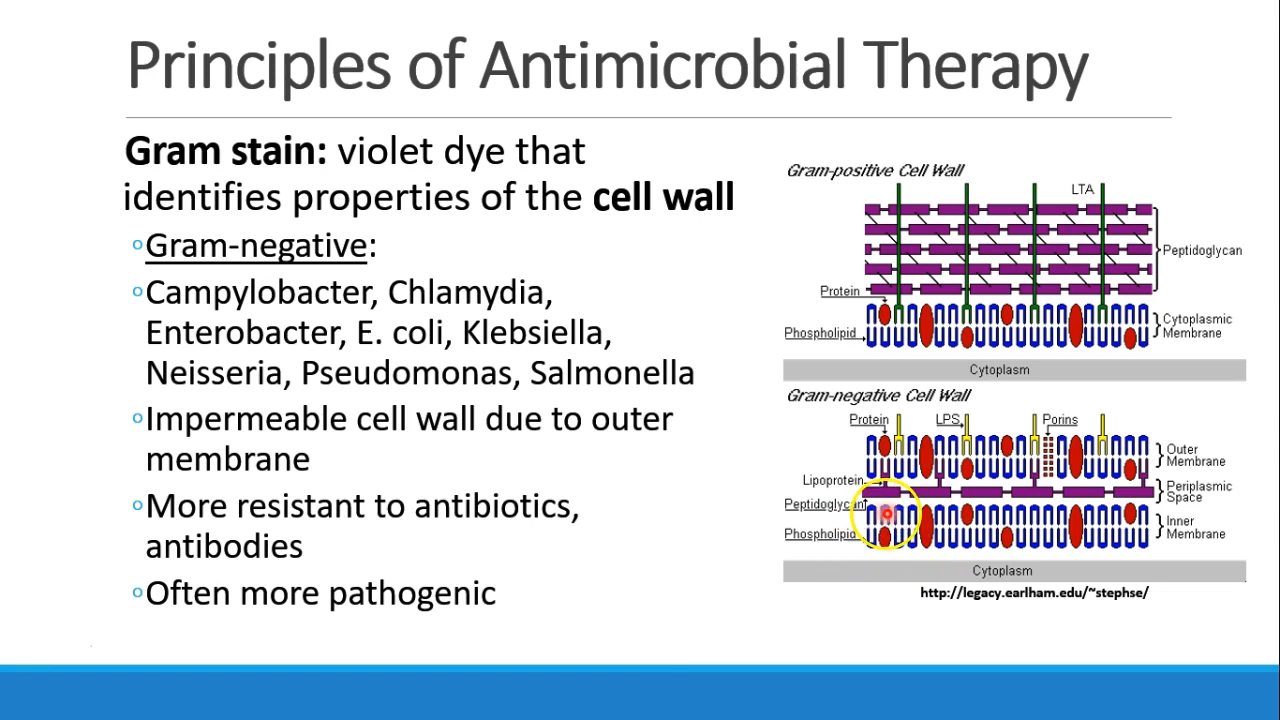 Principles of Antimicrobial Therapy
Gram stain: violet dye that
identifies properties of the cell wall
Gram-negative:
Campylobacter, Chlamydia,
Enterobacter, E. coli, Klebsiella,
Neisseria, Pseudomonas, Salmonella
Impermeable cell wall due to outer
membrane
More resistant to antibiotics,
antibodies
Often more pathogenic
Gram-positive Cell Wall
LTA
Peptidoglycan
Protein
Cytoplasmic
Membrane
Phospholipid
Cytoplasm
Gram-negative Cell Wall
Protein
LPS
Porins
Outer
Membrane
Lipoprotein
Periplasmic
Space
Peptidoglycan
Inner
Membrane
Phospholipid
Cytoplasm
http://legacy.earlham.edu/~stephse/